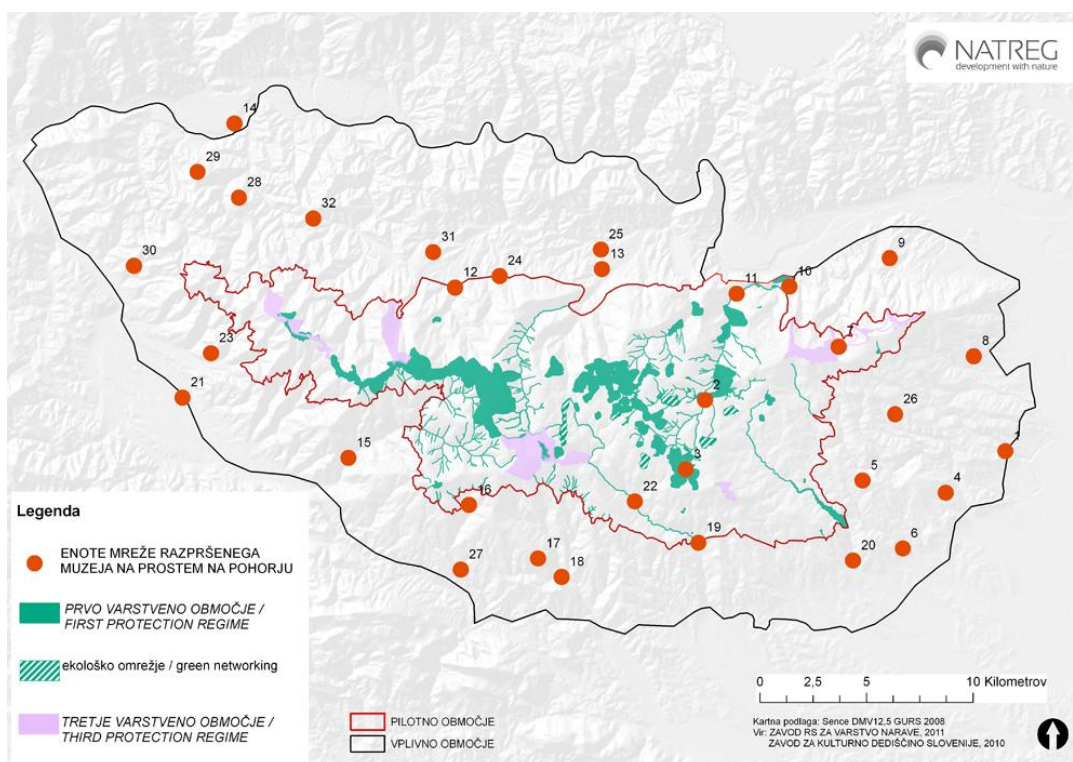 NATREG
development with nature
14
29
28
32
30
31
25
13
24
12
9
11
10
7
8
23
21
2
26
1
15
3
5
4
16
22
19
6
20
17
18
27
Legenda
ENOTE MREŽE RAZPRŠENEGA
MUZEJA NA PROSTEM NA POHORJU
PRVO VARSTVENO OBMOČJE /
FIRST PROTECTION REGIME
ekološko omrežje / green networking
TRETJE VARSTVENO OBMOČJE /
THIRD PROTECTION REGIME
PILOTNO OBMOČJE
VPLIVNO OBMOČJE
0 2,5 5 10 Kilometrov
Kartna podlaga: Sence DMV12,5 GURS 2008
Vir: ZAVOD RS ZA VARSTVO NARAVE, 2011
ZAVOD ZA KULTURNO DEDIŠČINO SLOVENIJE, 2010